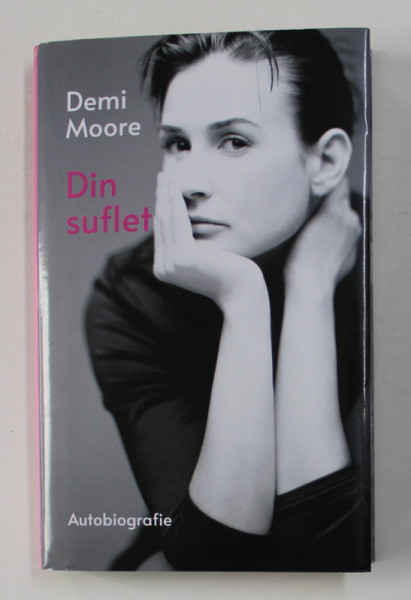 Demi
Moore
Din
suflet
Autobiografie